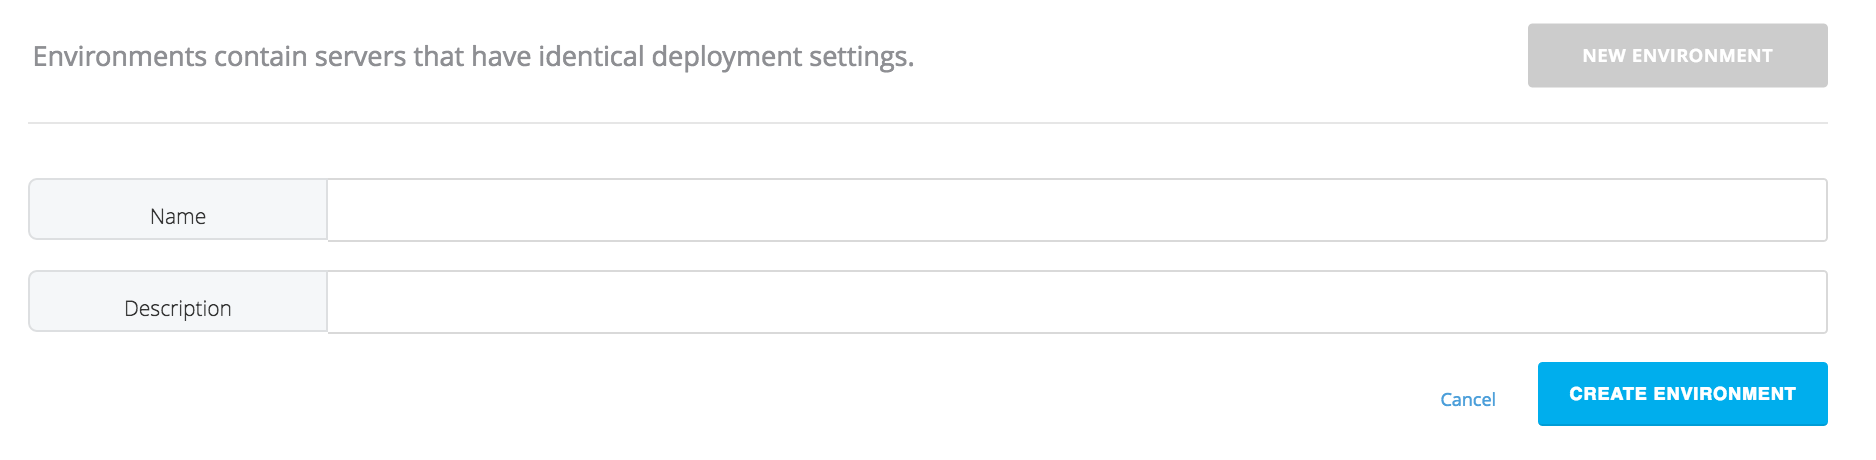 Environments contain servers that have identical deployment settings.
NEW ENVIRONMENT
Name
Description
Cancel
CREATE ENVIRONMENT